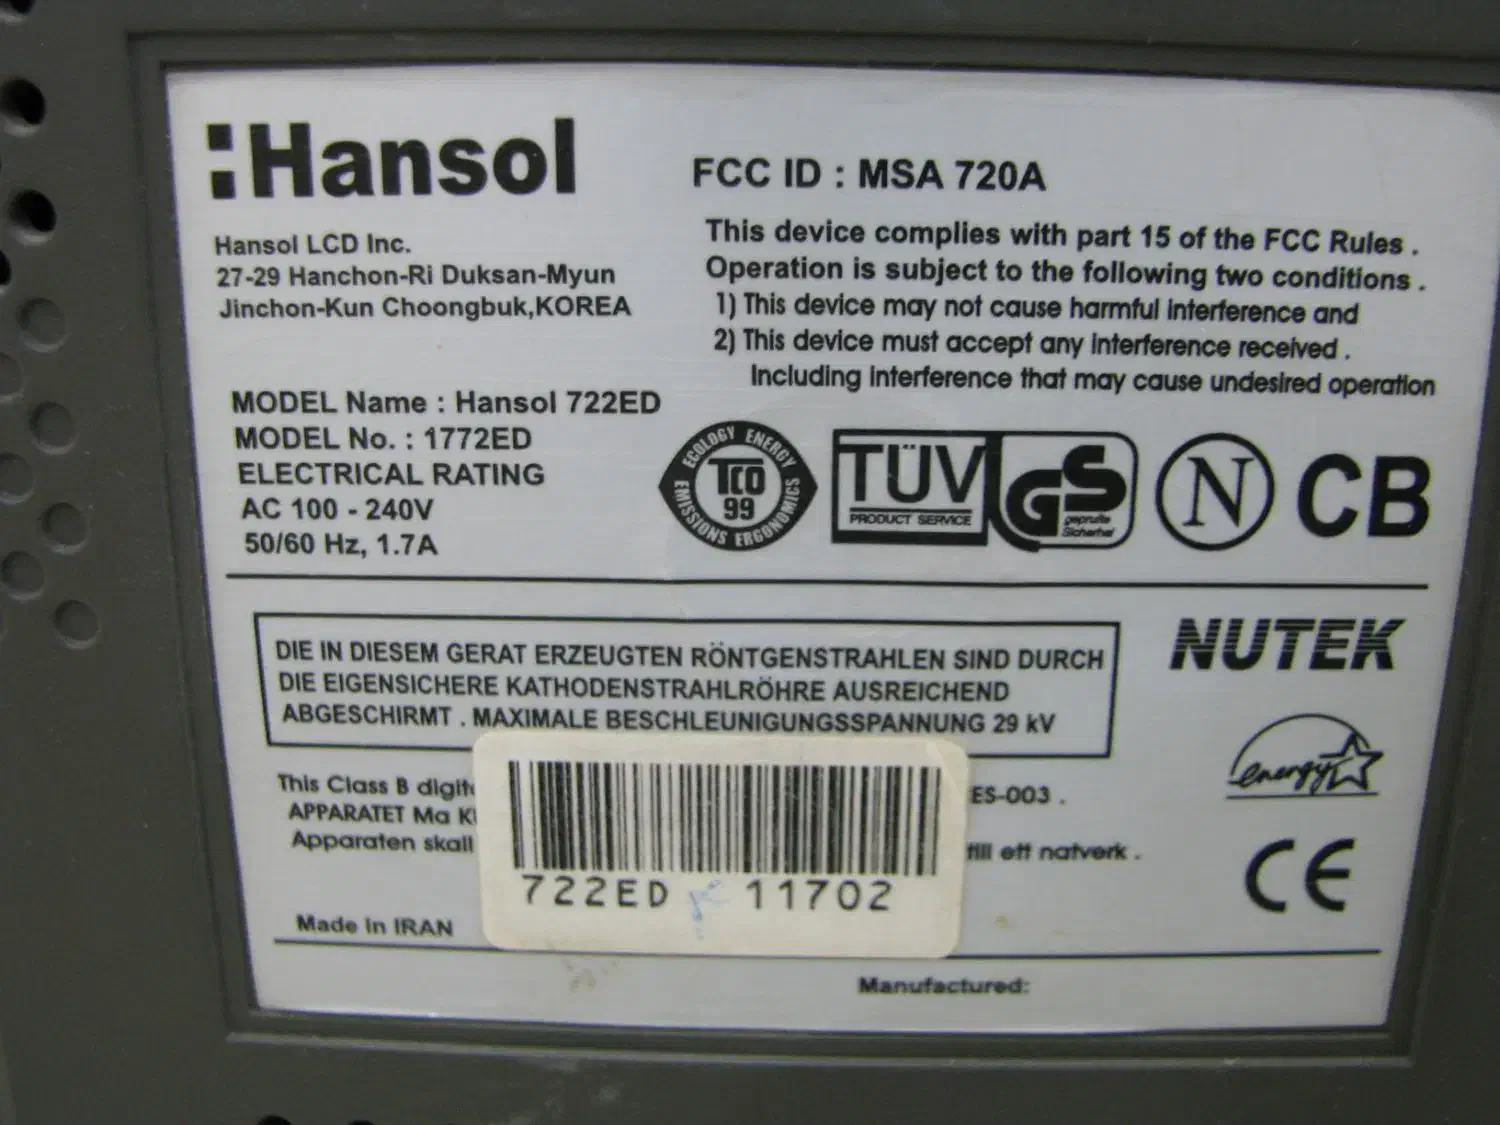 Hansol
Hansol LCD Inc.
27-29 Hanchon-Ri Duksan-Myun
Jinchon-Kun Choongbuk,KOREA
FCC ID : MSA 720A
This device complies with part 15 of the FCC Rules .
Operation is subject to the following two conditions .
1) This device may not cause harmful interference and
2) This device must accept any interference received .
Including interference that may cause undesired operation
MODEL Name : Hansol 722ED
MODEL No. : 1772ED
ELECTRICAL RATING
AC 100 - 240V
50/60 Hz, 1.7A
ECOLOGY ENERGY
TCO
99
EMISSIONS ERGONOMICS
TÜV
PRODUCT SERVICE
GS
geprüfte
Sicherheit
N
CB
DIE IN DIESEM GERAT ERZEUGTEN RÖNTGENSTRAHLEN SIND DURCH
DIE EIGENSICHERE KATHODENSTRAHLRÖHRE AUSREICHEND
ABGESCHIRMT . MAXIMALE BESCHLEUNIGUNGSSPANNUNG 29 kV
NUTEK
energy
This Class B ES-003 .
APPARATET Ma
Apparaten skall till ett natverk .
722ED 11702
CE
Made in IRAN
Manufactured: